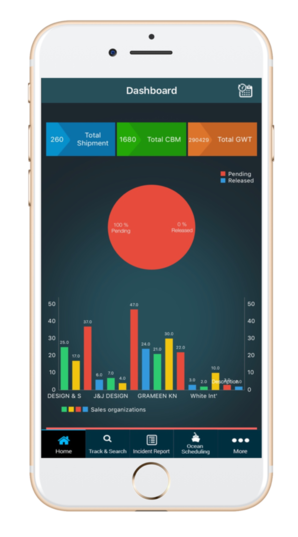 Dashboard
260 Total Shipment
1680 Total CBM
290426 Total GWT
Pending
Released
100 % Pending
0 % Released
50 50
40 40
30 30
20 20
10 10
0 0
25.0 17.0 37.0 6.0 7.0 4.0 47.0 24.0 21.0 30.0 22.0 3.0 2.0 10.0
DESIGN & S J&J DESIGN GRAMEEN KN White Int'
Sales organizations
Home Track & Search Incident Report Ocean Scheduling More